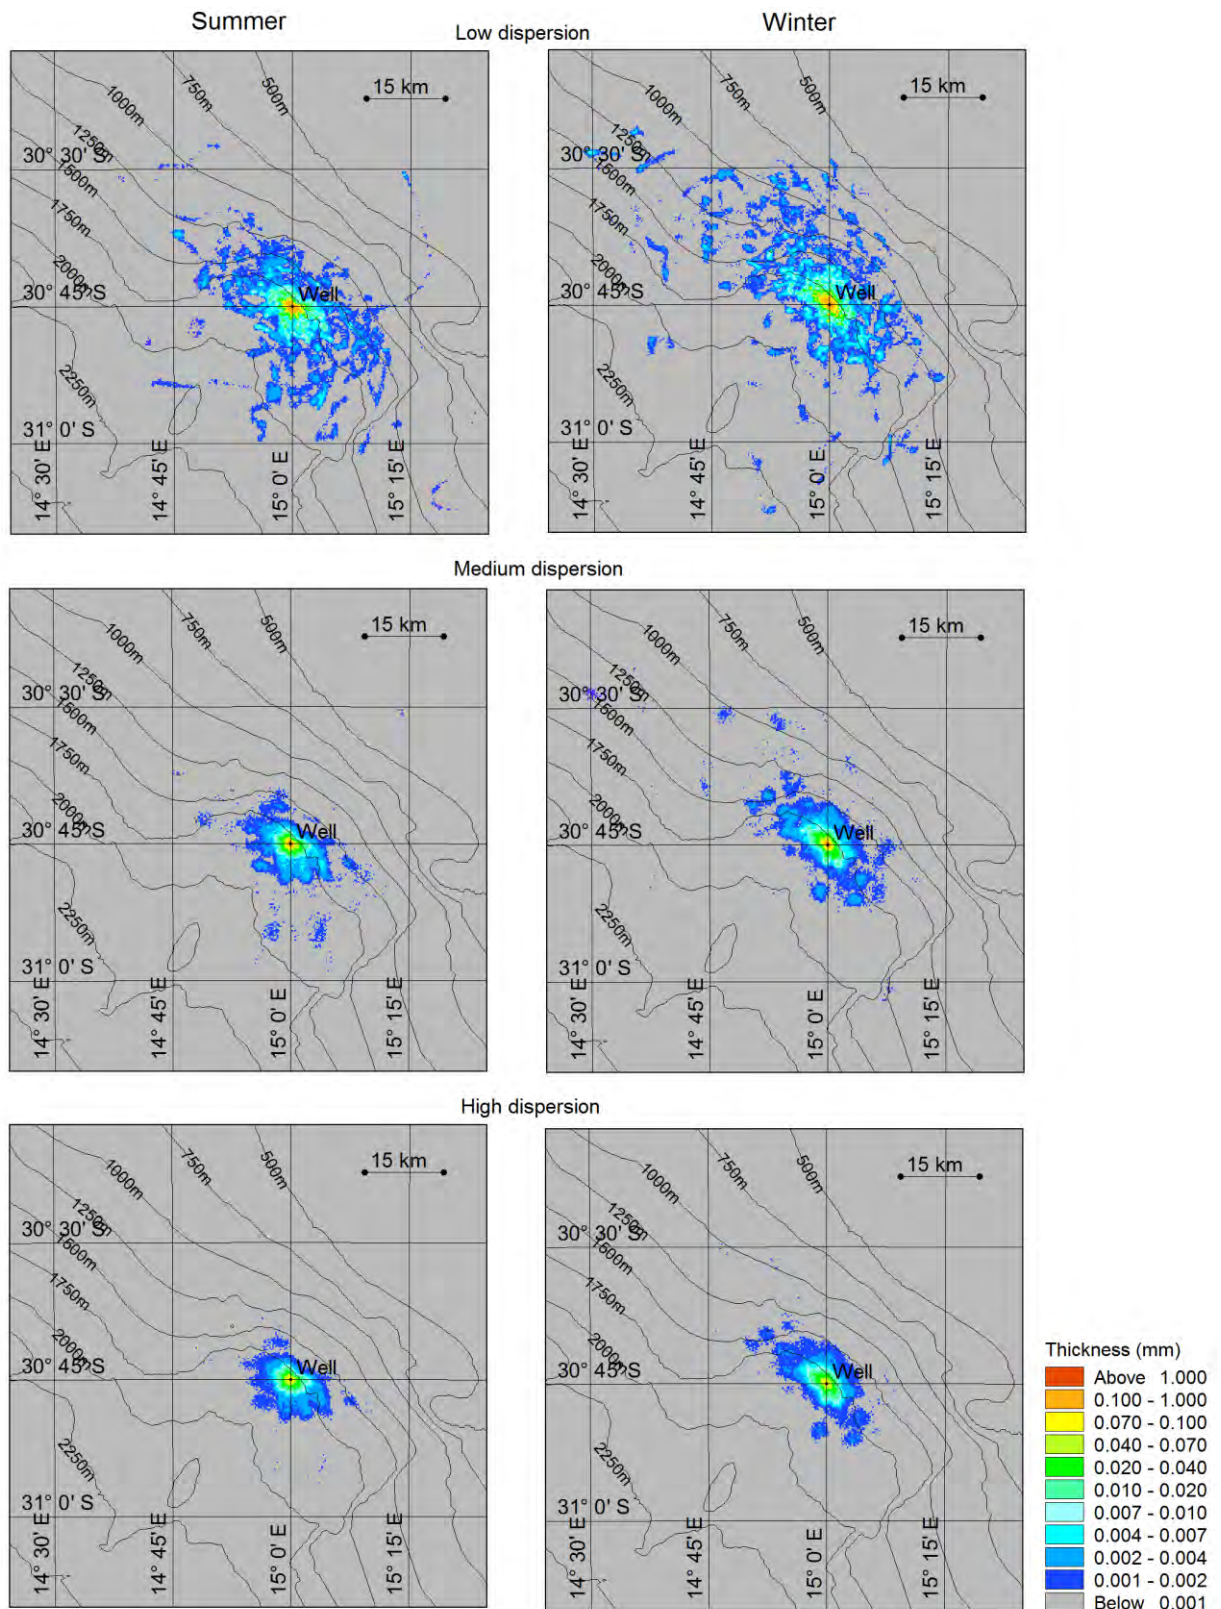 Summer
Winter
Low dispersion
15 km
500m
750m
1000m
1250m
1500m
1750m
2000m
2250m
30° 30' S
30° 45' S
31° 0' S
14° 30' E
14° 45' E
15° 0' E
15° 15' E
Well
15 km
500m
750m
1000m
1250m
1500m
1750m
2000m
2250m
30° 30' S
30° 45' S
31° 0' S
14° 30' E
14° 45' E
15° 0' E
15° 15' E
Well
Medium dispersion
15 km
500m
750m
1000m
1250m
1500m
1750m
2000m
2250m
30° 30' S
30° 45' S
31° 0' S
14° 30' E
14° 45' E
15° 0' E
15° 15' E
Well
15 km
500m
750m
1000m
1250m
1500m
1750m
2000m
2250m
30° 30' S
30° 45' S
31° 0' S
14° 30' E
14° 45' E
15° 0' E
15° 15' E
Well
High dispersion
15 km
500m
750m
1000m
1250m
1500m
1750m
2000m
2250m
30° 30' S
30° 45' S
31° 0' S
14° 30' E
14° 45' E
15° 0' E
15° 15' E
Well
15 km
500m
750m
1000m
1250m
1500m
1750m
2000m
2250m
30° 30' S
30° 45' S
31° 0' S
14° 30' E
14° 45' E
15° 0' E
15° 15' E
Well
Thickness (mm)
Above 1.000
0.100 - 1.000
0.070 - 0.100
0.040 - 0.070
0.020 - 0.040
0.010 - 0.020
0.007 - 0.010
0.004 - 0.007
0.002 - 0.004
0.001 - 0.002
Below 0.001